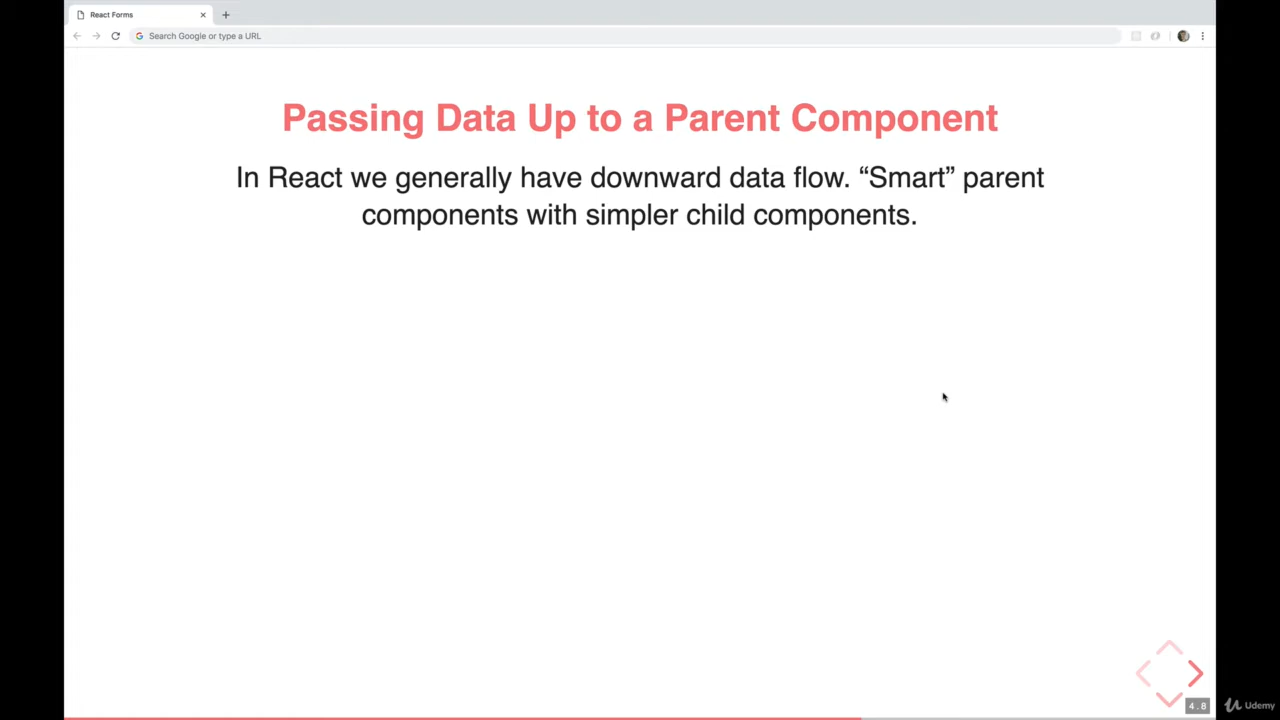 React Forms
Search Google or type a URL
Passing Data Up to a Parent Component
In React we generally have downward data flow. “Smart” parent
components with simpler child components.
4.8
Udemy